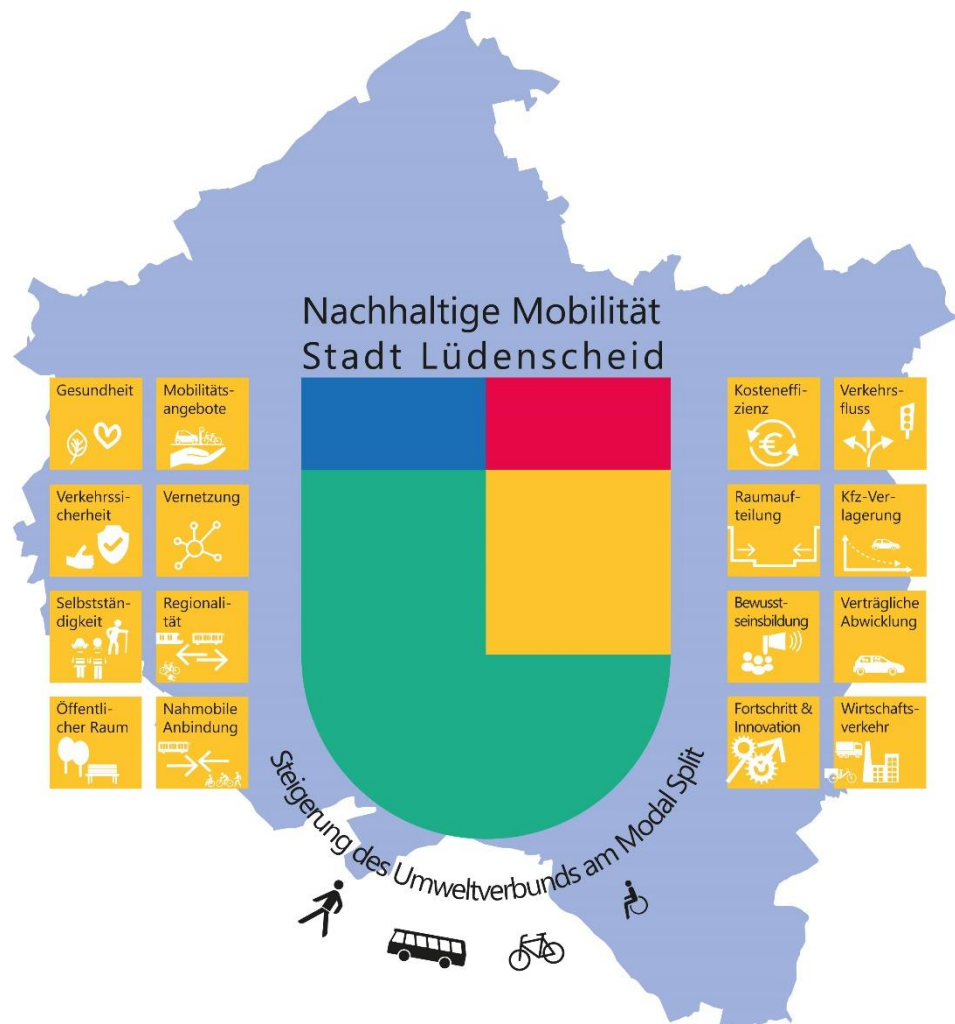 Nachhaltige Mobilität
Stadt Lüdenscheid
Gesundheit
Mobilitäts-
angebote
Verkehrssi-
cherheit
Vernetzung
Selbststän-
digkeit
Regionali-
tät
Öffentli-
cher Raum
Nahmobile
Anbindung
Kosteneffi-
zienz
€
Verkehrs-
fluss
Raumauf-
teilung
Kfz-Ver-
lagerung
Bewusst-
seinsbildung
Verträgliche
Abwicklung
Fortschritt &
Innovation
Wirtschafts-
verkehr
Steigerung des Umweltverbunds am Modal Split